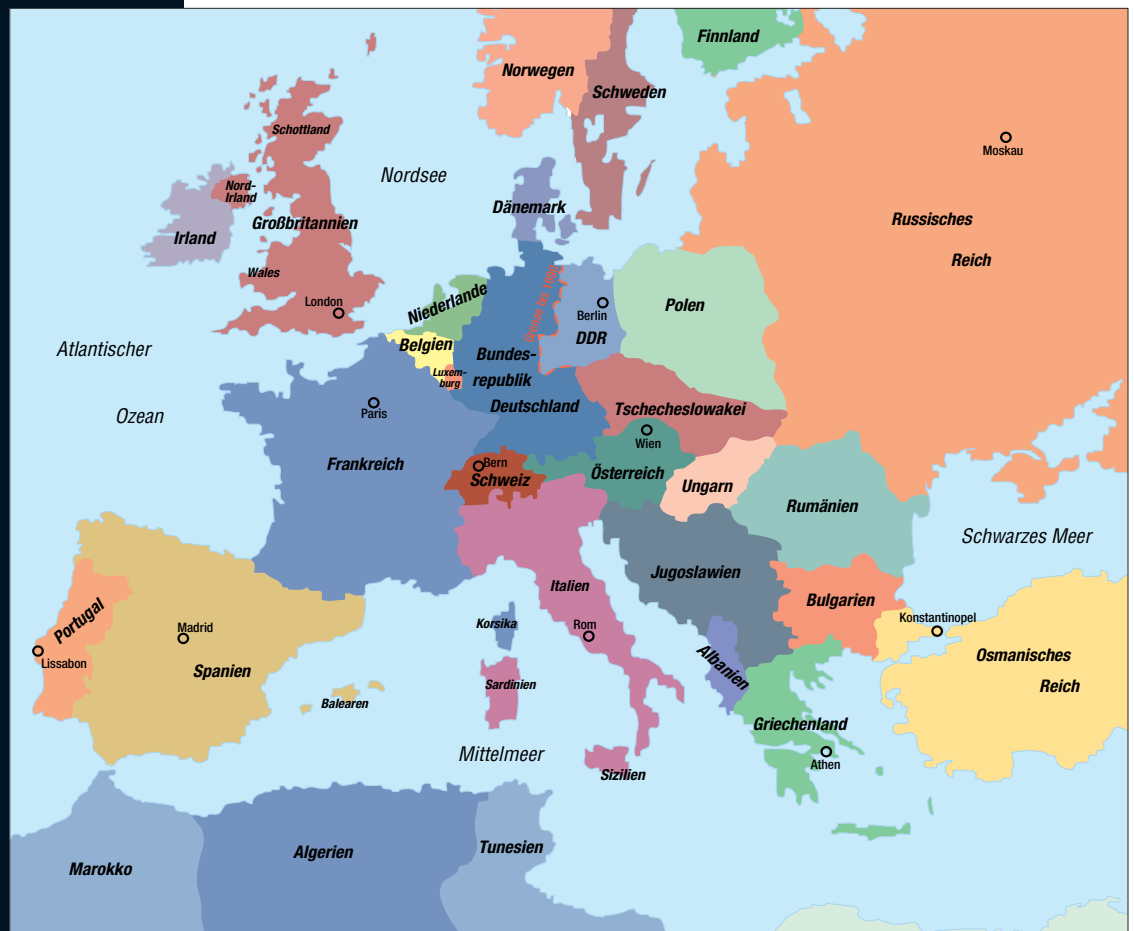 Finnland
Norwegen
Schweden
Schottland
Moskau
Nordsee
Nord-
Irland
Dänemark
Großbritannien
Russisches
Irland
Reich
Wales
Niederlande
Grenze bis 1990
London
Berlin
Polen
DDR
Atlantischer
Belgien
Bundes-
Luxem-
burg
republik
Ozean
Paris
Deutschland
Tschecheslowakei
Wien
Frankreich
Bern
Schweiz
Österreich
Ungarn
Rumänien
Schwarzes Meer
Jugoslawien
Italien
Bulgarien
Portugal
Korsika
Konstantinopel
Madrid
Rom
Lissabon
Osmanisches
Spanien
Albanien
Sardinien
Reich
Balearen
Griechenland
Mittelmeer
Athen
Sizilien
Tunesien
Algerien
Marokko